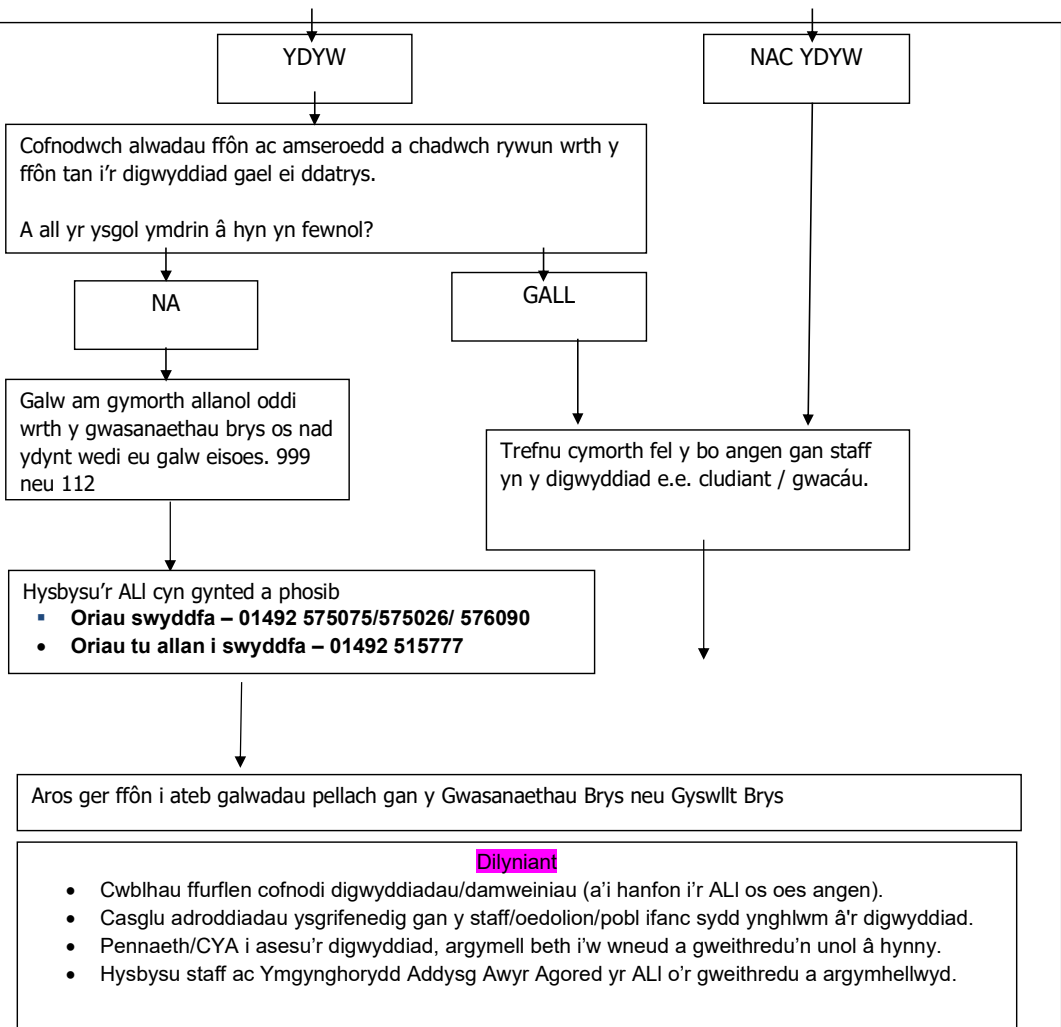 YDYW
NAC YDYW
Cofnodwch alwadau ffôn ac amseroedd a chadwch rywun wrth y
ffôn tan i'r digwyddiad gael ei ddatrys.
A all yr ysgol ymdrin â hyn yn fewnol?
NA
GALL
Galw am gymorth allanol oddi
wrth y gwasanaethau brys os nad
ydynt wedi eu galw eisoes. 999
neu 112
Trefnu cymorth fel y bo angen gan staff
yn y digwyddiad e.e. cludiant / gwacáu.
Hysbysu'r ALl cyn gynted a phosib
▪ Oriau swyddfa – 01492 575075/575026/ 576090
• Oriau tu allan i swyddfa – 01492 515777
Aros ger ffôn i ateb galwadau pellach gan y Gwasanaethau Brys neu Gyswllt Brys
Dilyniant
• Cwblhau ffurflen cofnodi digwyddiadau/damweiniau (a'i hanfon i'r ALl os oes angen).
• Casglu adroddiadau ysgrifenedig gan y staff/oedolion/pobl ifanc sydd ynghlwm â'r digwyddiad.
• Pennaeth/CYA i asesu'r digwyddiad, argymell beth i'w wneud a gweithredu'n unol â hynny.
• Hysbysu staff ac Ymgynghorydd Addysg Awyr Agored yr ALl o'r gweithredu a argymhellwyd.